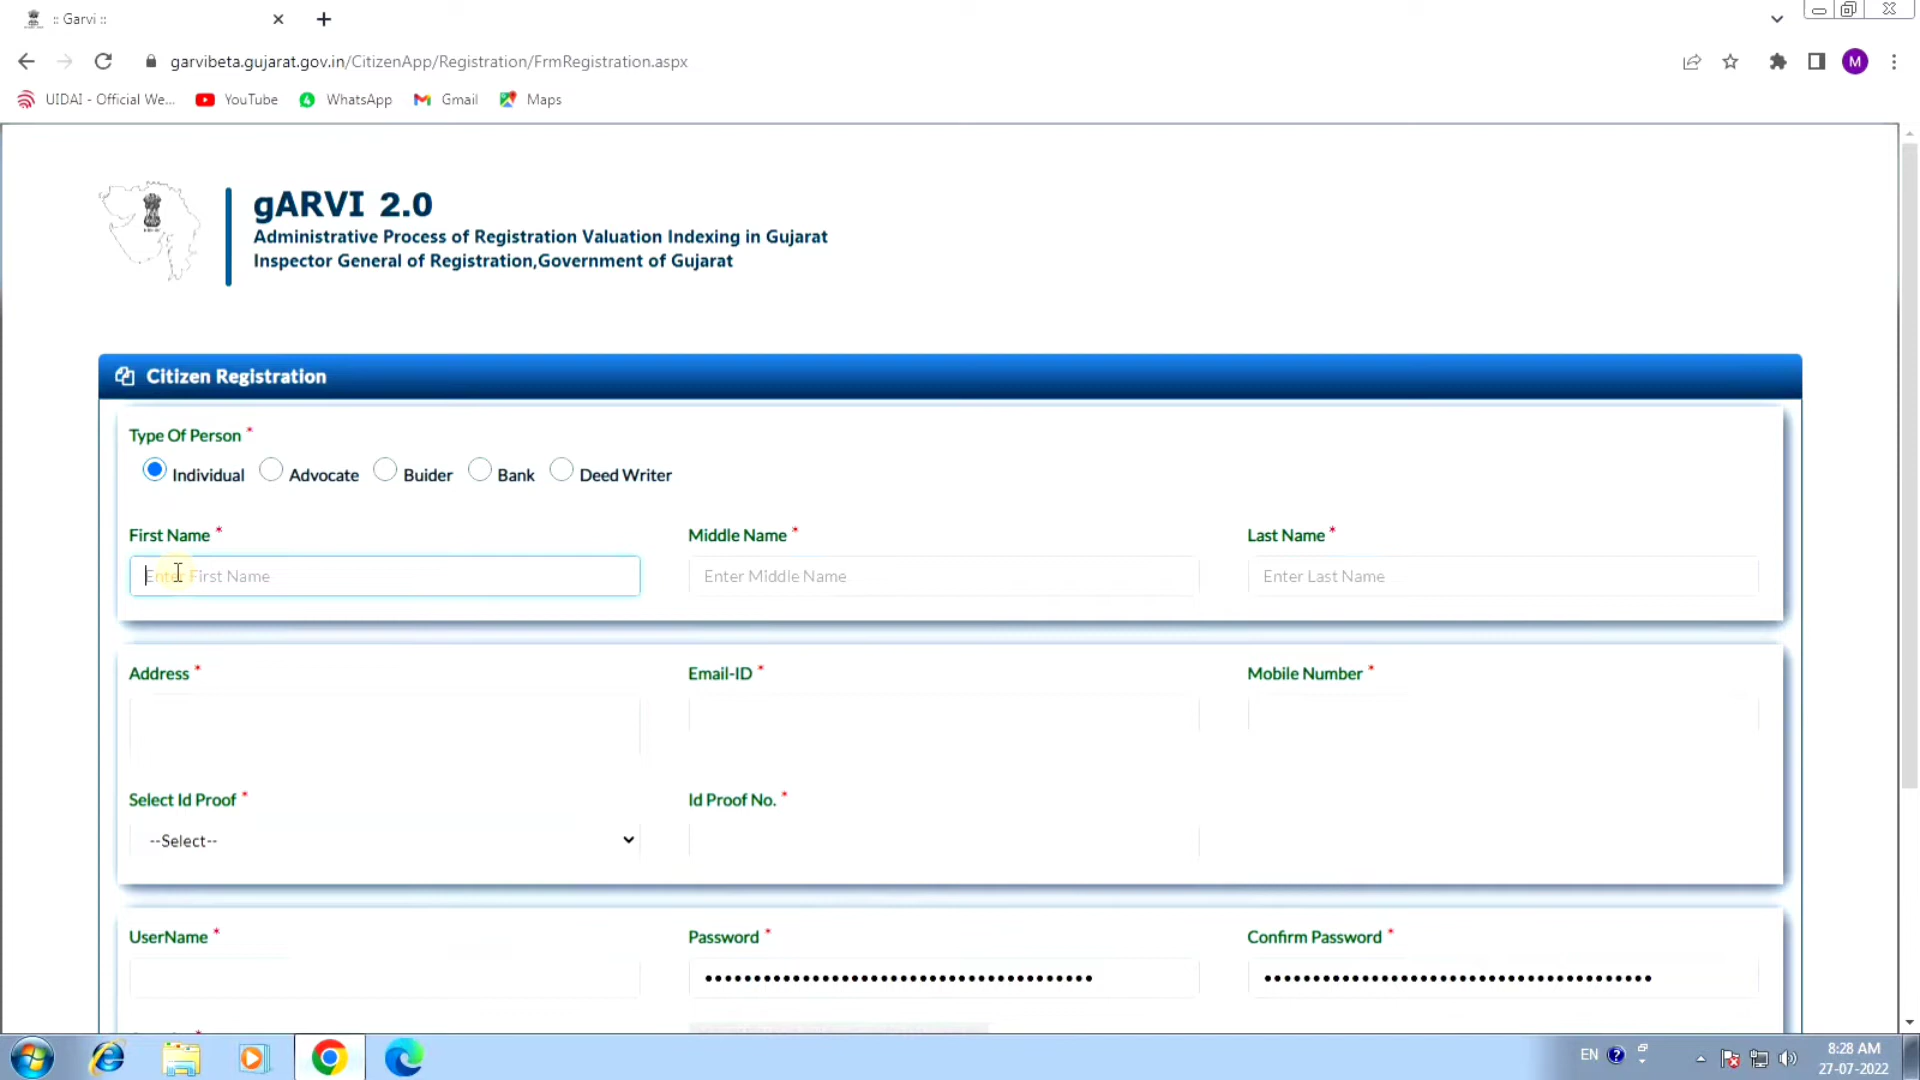 :: Garvi ::
garvibeta.gujarat.gov.in/CitizenApp/Registration/FrmRegistration.aspx
M
UIDAI - Official We... YouTube WhatsApp Gmail Maps
gARVI 2.0
Administrative Process of Registration Valuation Indexing in Gujarat
Inspector General of Registration,Government of Gujarat
Citizen Registration
Type Of Person *
Individual Advocate Buider Bank Deed Writer
First Name * Middle Name * Last Name *
Enter First Name Enter Middle Name Enter Last Name
Address * Email-ID * Mobile Number *
Select Id Proof * Id Proof No. *
--Select--
UserName * Password * Confirm Password *
EN
8:28 AM
27-07-2022